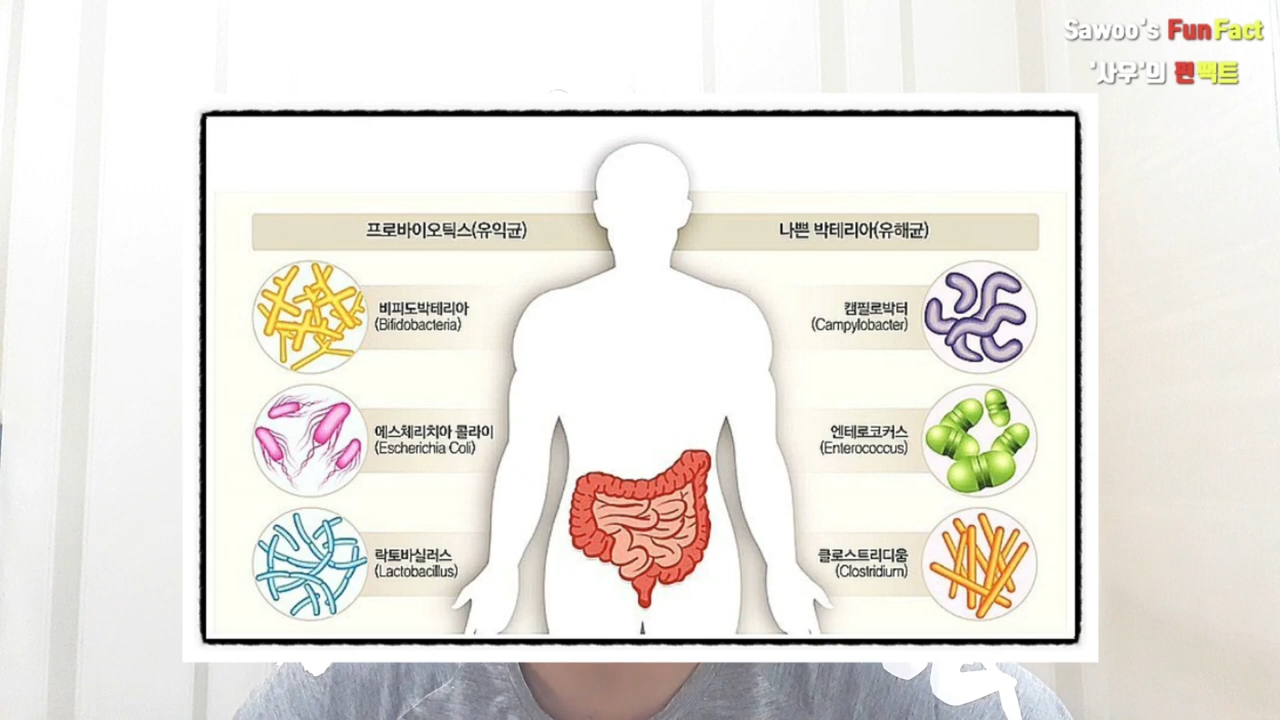 Sawoo's FunFact
'사우'의 펀팩트
프로바이오틱스(유익균)
나쁜 박테리아(유해균)
비피도박테리아
(Bifidobacteria)
에스체리치아 콜라이
(Escherichia Coli)
락토바실러스
(Lactobacillus)
캠필로박터
(Campylobacter)
엔테로코커스
(Enterococcus)
클로스트리디움
(Clostridium)